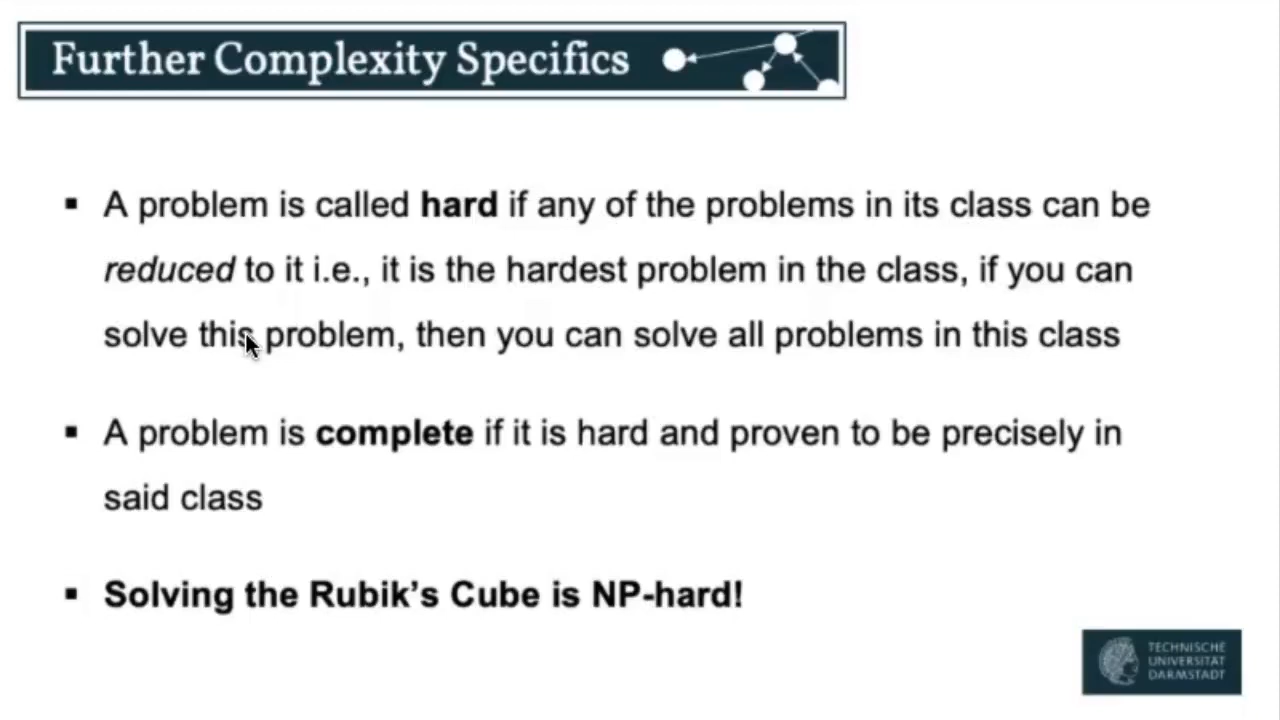 Further Complexity Specifics
▪ A problem is called hard if any of the problems in its class can be
reduced to it i.e., it is the hardest problem in the class, if you can
solve this problem, then you can solve all problems in this class
▪ A problem is complete if it is hard and proven to be precisely in
said class
▪ Solving the Rubik’s Cube is NP-hard!
TECHNISCHE
UNIVERSITÄT
DARMSTADT